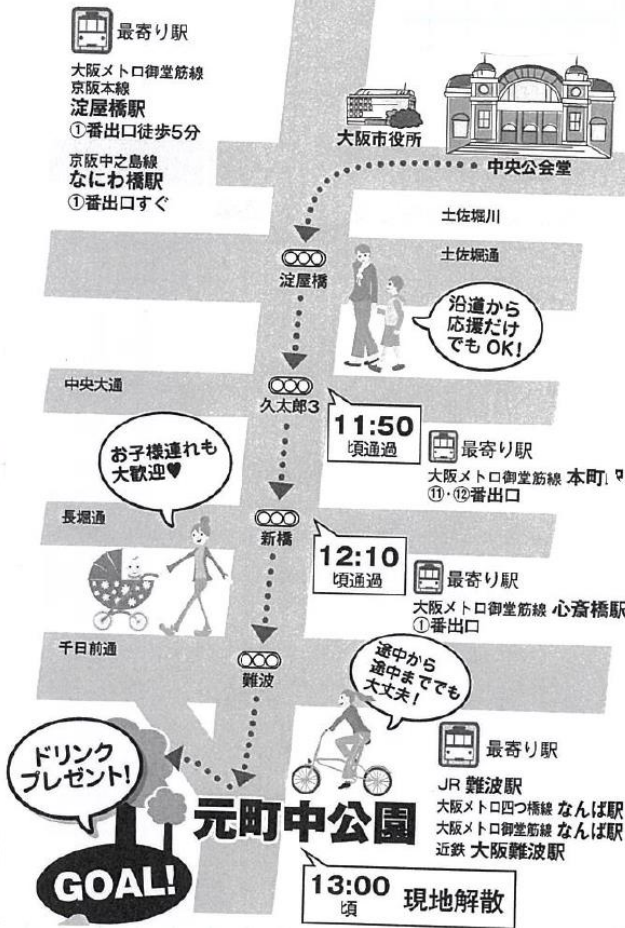 最寄り駅
大阪メトロ御堂筋線
京阪本線
淀屋橋駅
①番出口徒歩5分
京阪中之島線
なにわ橋駅
①番出口すぐ
大阪市役所
中央公会堂
土佐堀川
土佐堀通
淀屋橋
沿道から
応援だけ
でもOK!
中央大通
久太郎3
11:50
頃通過
最寄り駅
大阪メトロ御堂筋線 本町
⑪・⑫番出口
お子様連れも
大歓迎♥
長堀通
新橋
12:10
頃通過
最寄り駅
大阪メトロ御堂筋線 心斎橋駅
①番出口
千日前通
難波
途中から
途中まででも
大丈夫!
ドリンク
プレゼント!
最寄り駅
JR 難波駅
大阪メトロ四つ橋線 なんば駅
大阪メトロ御堂筋線 なんば駅
近鉄 大阪難波駅
元町中公園
GOAL!
13:00
頃
現地解散